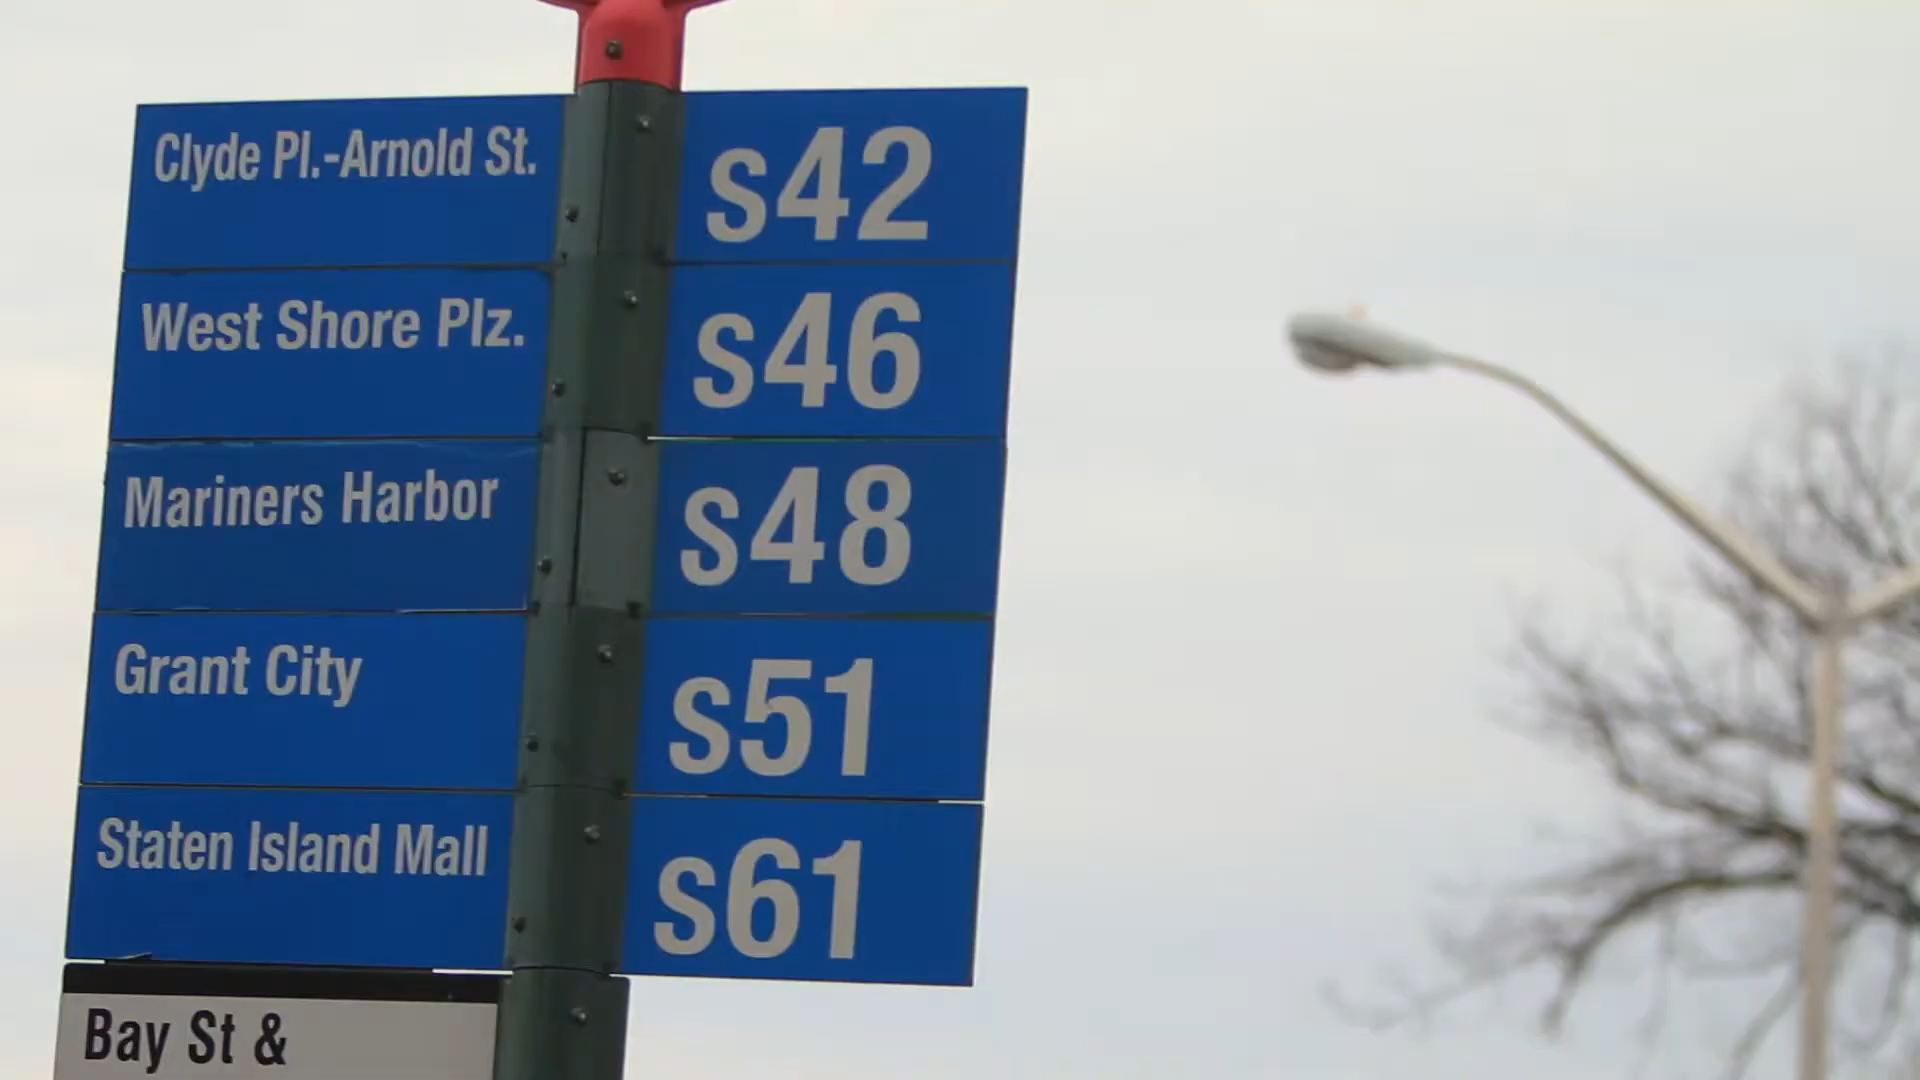 Clyde Pl.-Arnold St. S42
West Shore Plz. S46
Mariners Harbor S48
Grant City S51
Staten Island Mall S61
Bay St &